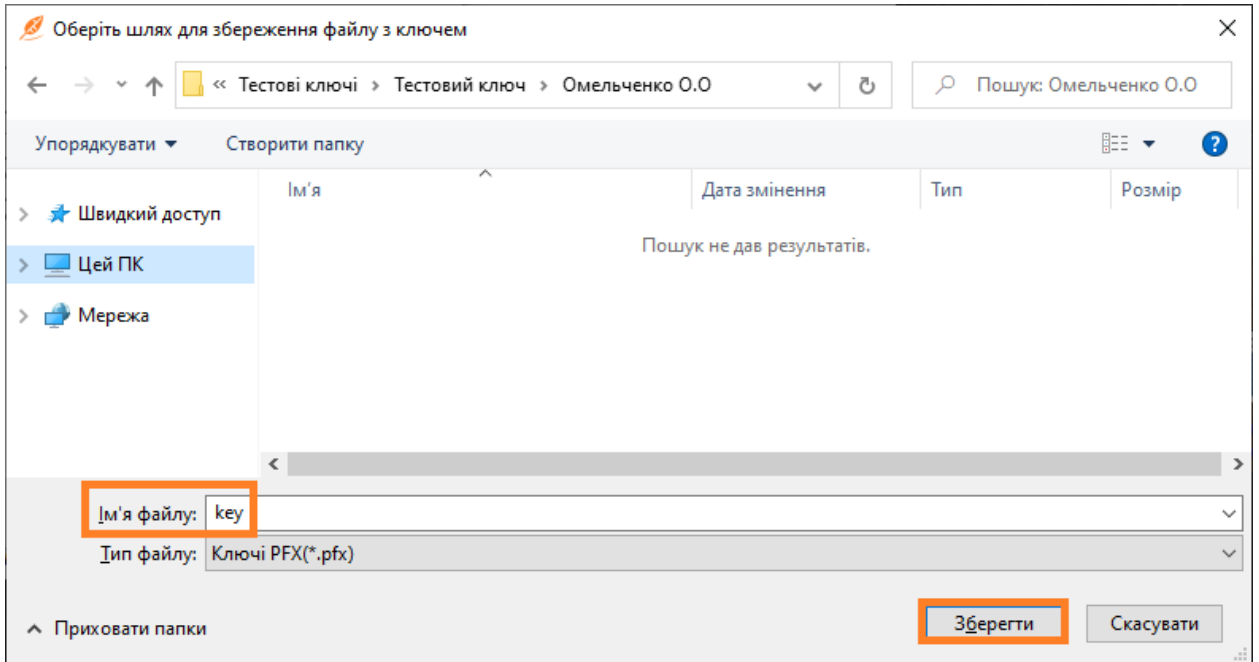 Оберіть шлях для збереження файлу з ключем
« Тестові ключі › Тестовий ключ › Омельченко О.О
Пошук: Омельченко О.О
Упорядкувати
Створити папку
Ім'я
Дата змінення
Тип
Розмір
Швидкий доступ
Цей ПК
Мережа
Пошук не дав результатів.
Ім'я файлу: key
Тип файлу: Ключі PFX(*.pfx)
Приховати папки
Зберегти
Скасувати